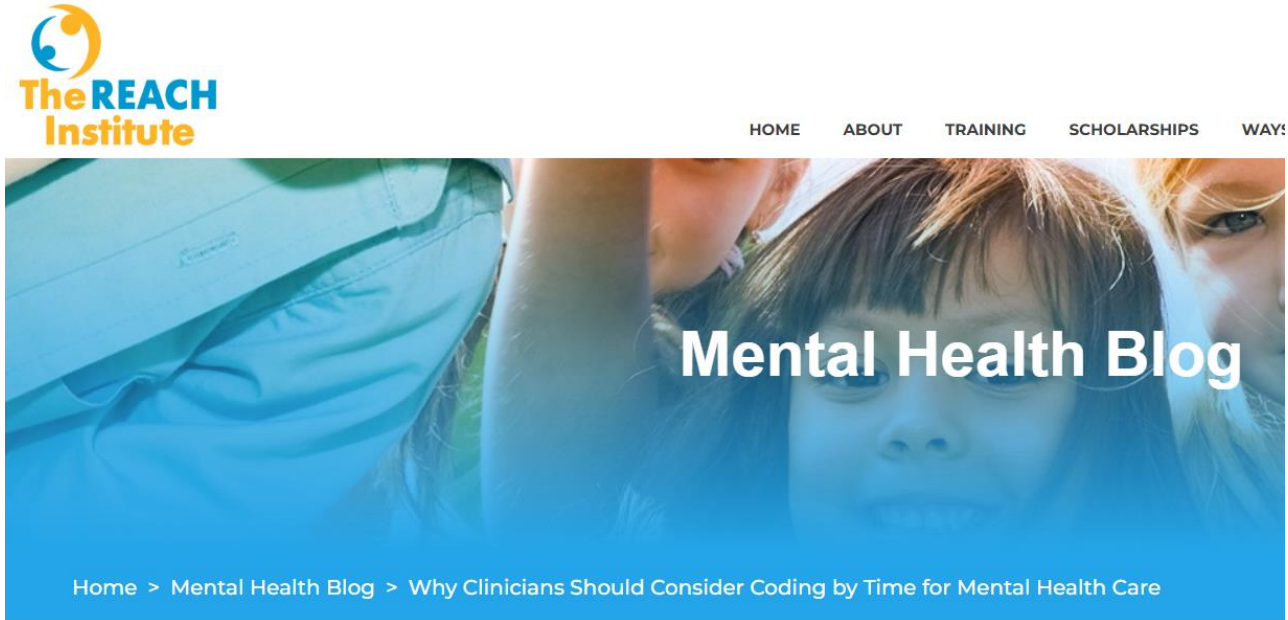 The REACH
Institute
HOME ABOUT TRAINING SCHOLARSHIPS WAYS
Mental Health Blog
Home > Mental Health Blog > Why Clinicians Should Consider Coding by Time for Mental Health Care